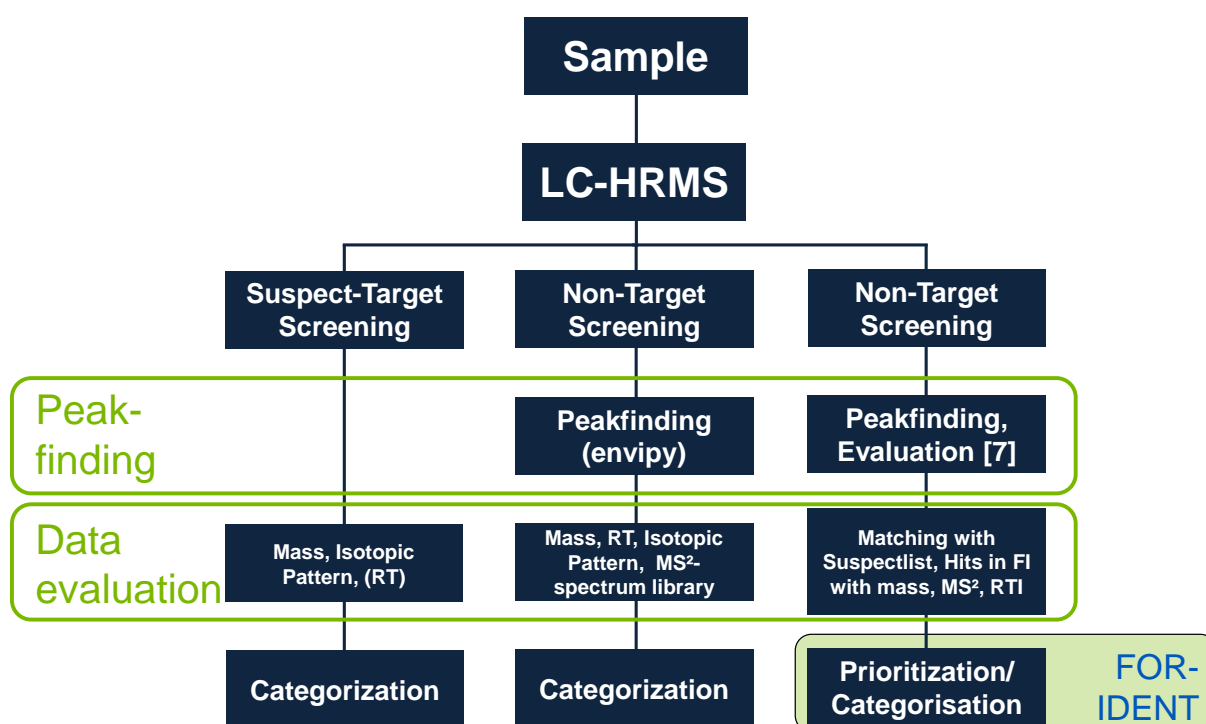 Sample
LC-HRMS
Suspect-Target
Screening
Non-Target
Screening
Non-Target
Screening
Peak-
finding
Peakfinding
(envipy)
Peakfinding,
Evaluation [7]
Data
evaluation
Mass, Isotopic
Pattern, (RT)
Mass, RT, Isotopic
Pattern, MS²-
spectrum library
Matching with
Suspectlist, Hits in FI
with mass, MS², RTI
Categorization
Categorization
Prioritization/
Categorisation
FOR-
IDENT